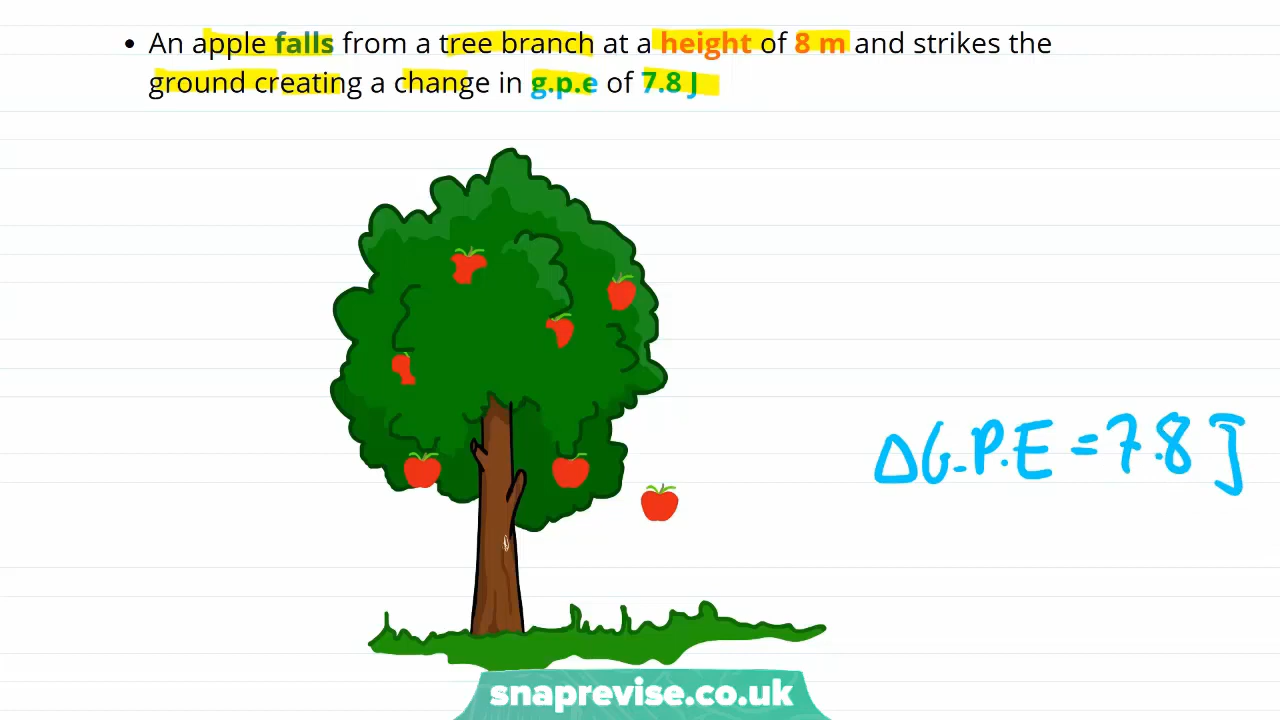 • An apple falls from a tree branch at a height of 8 m and strikes the
ground creating a change in g.p.e of 7.8 J
ΔG.P.E = 7.8 J
snaprevise.co.uk